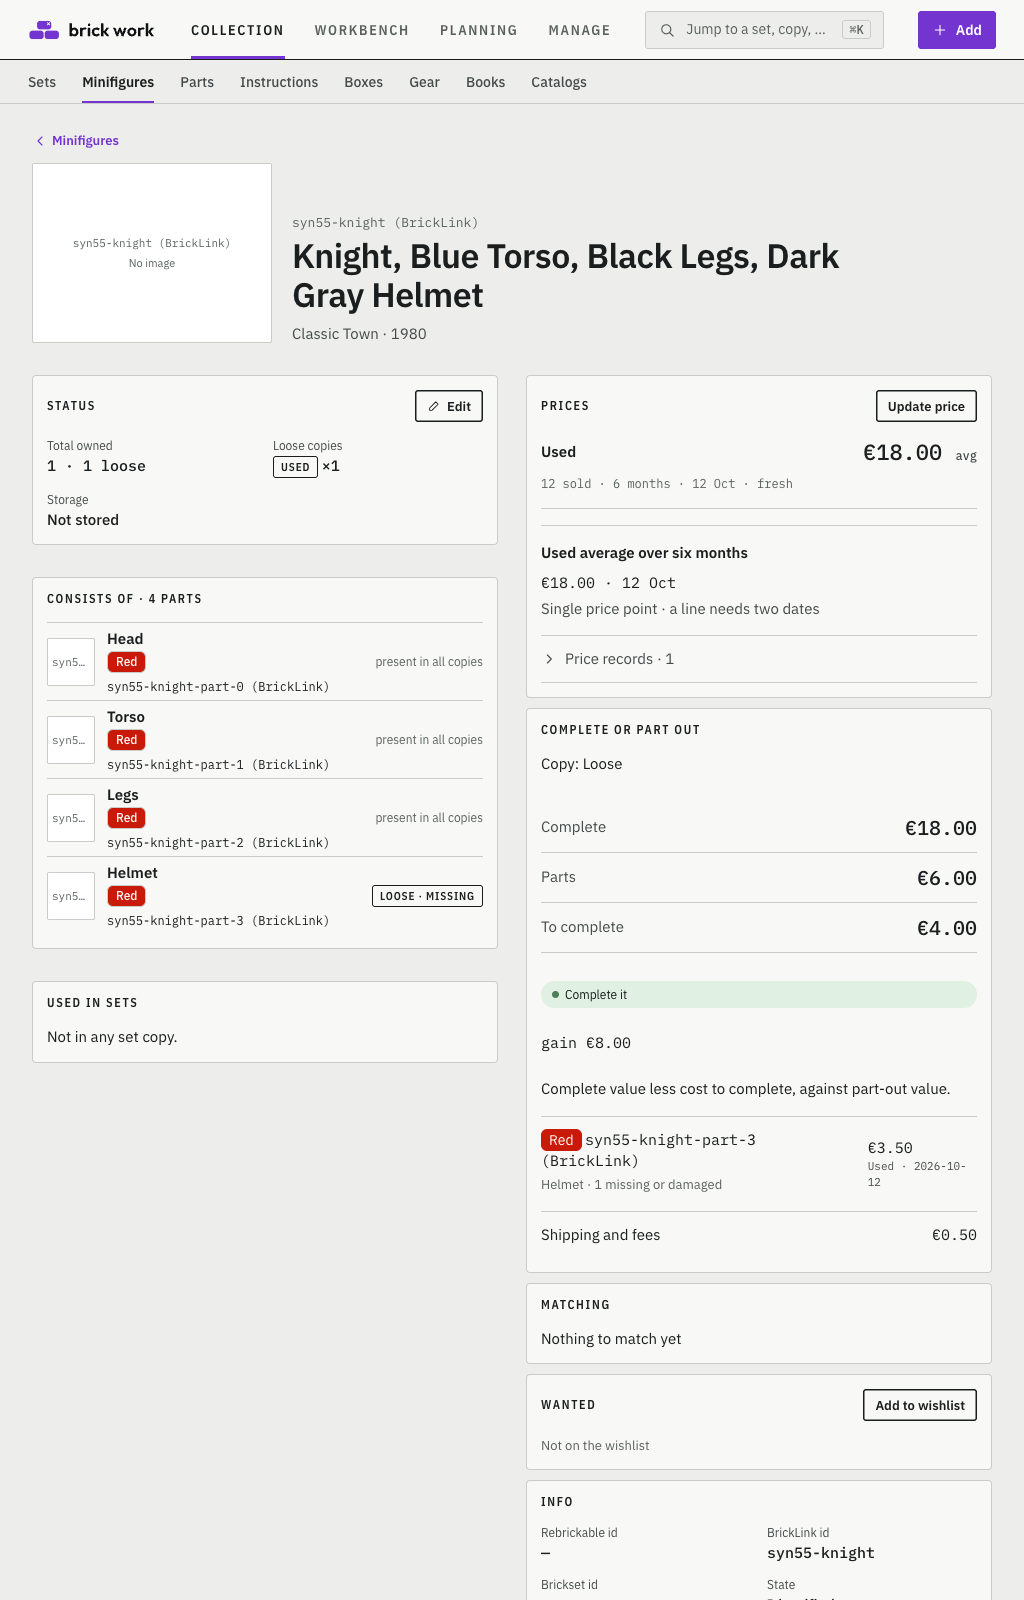 brick work
COLLECTION
WORKBENCH
PLANNING
MANAGE
Jump to a set, copy, ...
⌘K
Add
Sets
Minifigures
Parts
Instructions
Boxes
Gear
Books
Catalogs
Minifigures
syn55-knight (BrickLink)
No image
syn55-knight (BrickLink)
Knight, Blue Torso, Black Legs, Dark
Gray Helmet
Classic Town · 1980
STATUS
Edit
Total owned
1 · 1 loose
Loose copies
USED ×1
Storage
Not stored
CONSISTS OF · 4 PARTS
syn5…
Head
Red
syn55-knight-part-0 (BrickLink)
present in all copies
syn5…
Torso
Red
syn55-knight-part-1 (BrickLink)
present in all copies
syn5…
Legs
Red
syn55-knight-part-2 (BrickLink)
present in all copies
syn5…
Helmet
Red
syn55-knight-part-3 (BrickLink)
LOOSE · MISSING
USED IN SETS
Not in any set copy.
PRICES
Update price
Used
€18.00 avg
12 sold · 6 months · 12 Oct · fresh
Used average over six months
€18.00 · 12 Oct
Single price point · a line needs two dates
Price records · 1
COMPLETE OR PART OUT
Copy: Loose
Complete
€18.00
Parts
€6.00
To complete
€4.00
Complete it
gain €8.00
Complete value less cost to complete, against part-out value.
Red syn55-knight-part-3
(BrickLink)
Helmet · 1 missing or damaged
€3.50
Used · 2026-10-
12
Shipping and fees
€0.50
MATCHING
Nothing to match yet
WANTED
Add to wishlist
Not on the wishlist
INFO
Rebrickable id
—
BrickLink id
syn55-knight
Brickset id
State